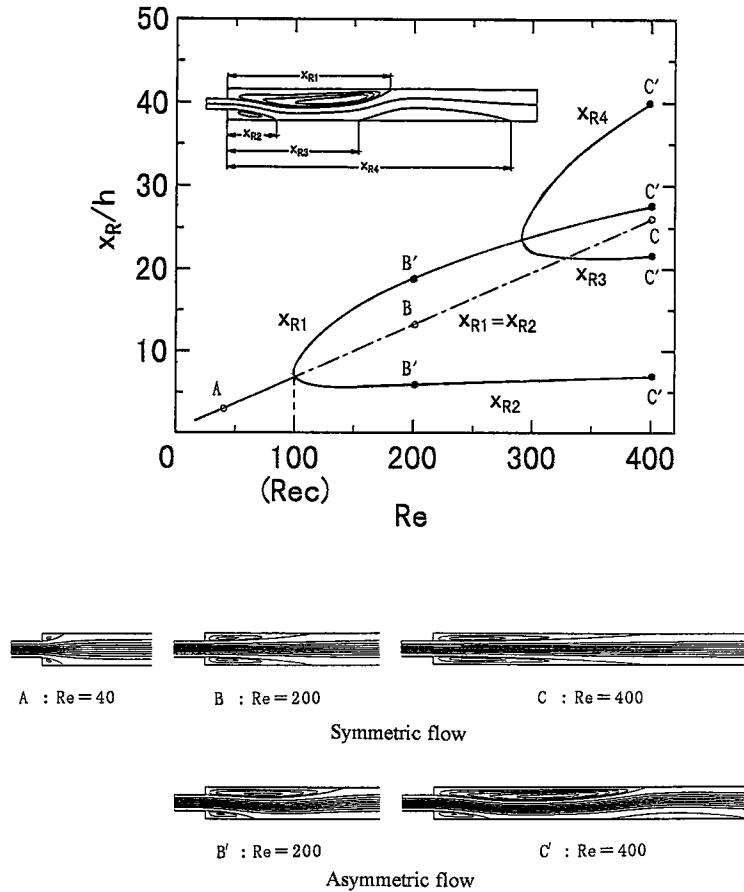 50
40
30
20
10
x_R/h
x_R1
x_R2
x_R3
x_R4
C'
x_R4
C'
C
B'
x_R1
B
x_R1=x_R2
x_R3
C'
A
B'
x_R2
C'
0 100 200 300 400
(Rec)
Re
A : Re=40 B : Re=200 C : Re=400
Symmetric flow
B' : Re=200 C' : Re=400
Asymmetric flow